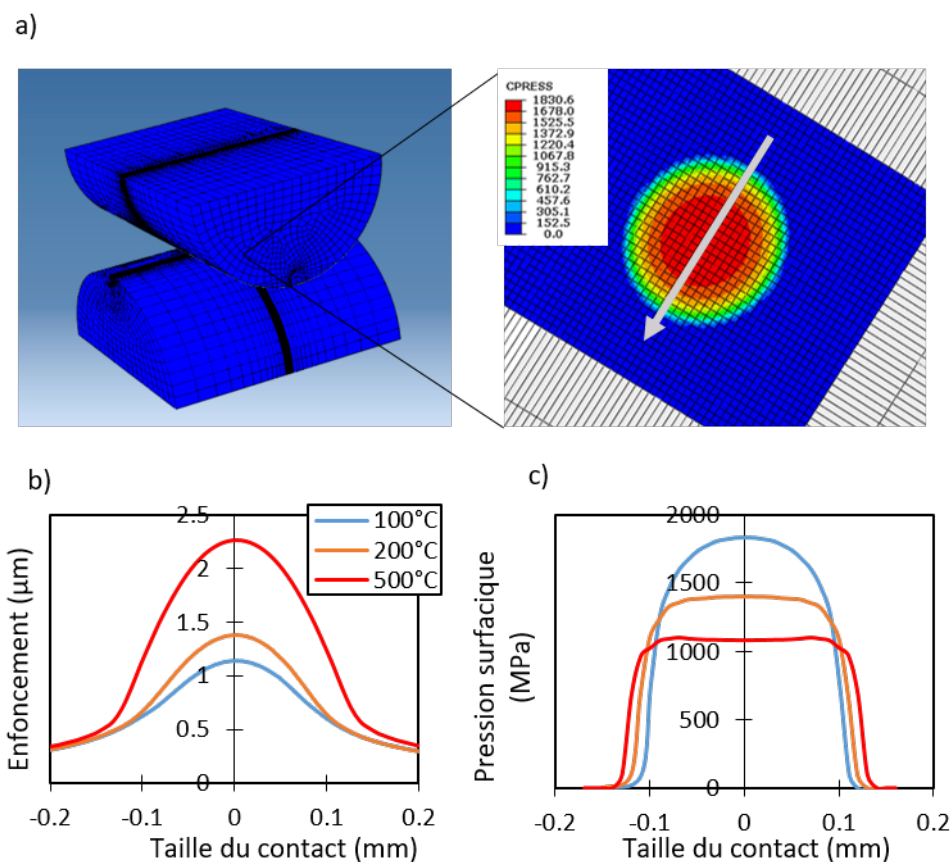 a)
CPRESS
1830.6
1678.0
1525.5
1372.9
1220.4
1067.8
915.3
762.7
610.2
457.6
305.1
152.5
0.0
b)
Enfoncement (µm)
2.5
2
1.5
1
0.5
0
-0.2
-0.1
0
0.1
0.2
Taille du contact (mm)
100°C
200°C
500°C
c)
Pression surfacique
(MPa)
2000
1500
1000
500
0
-0.2
-0.1
0
0.1
0.2
Taille du contact (mm)